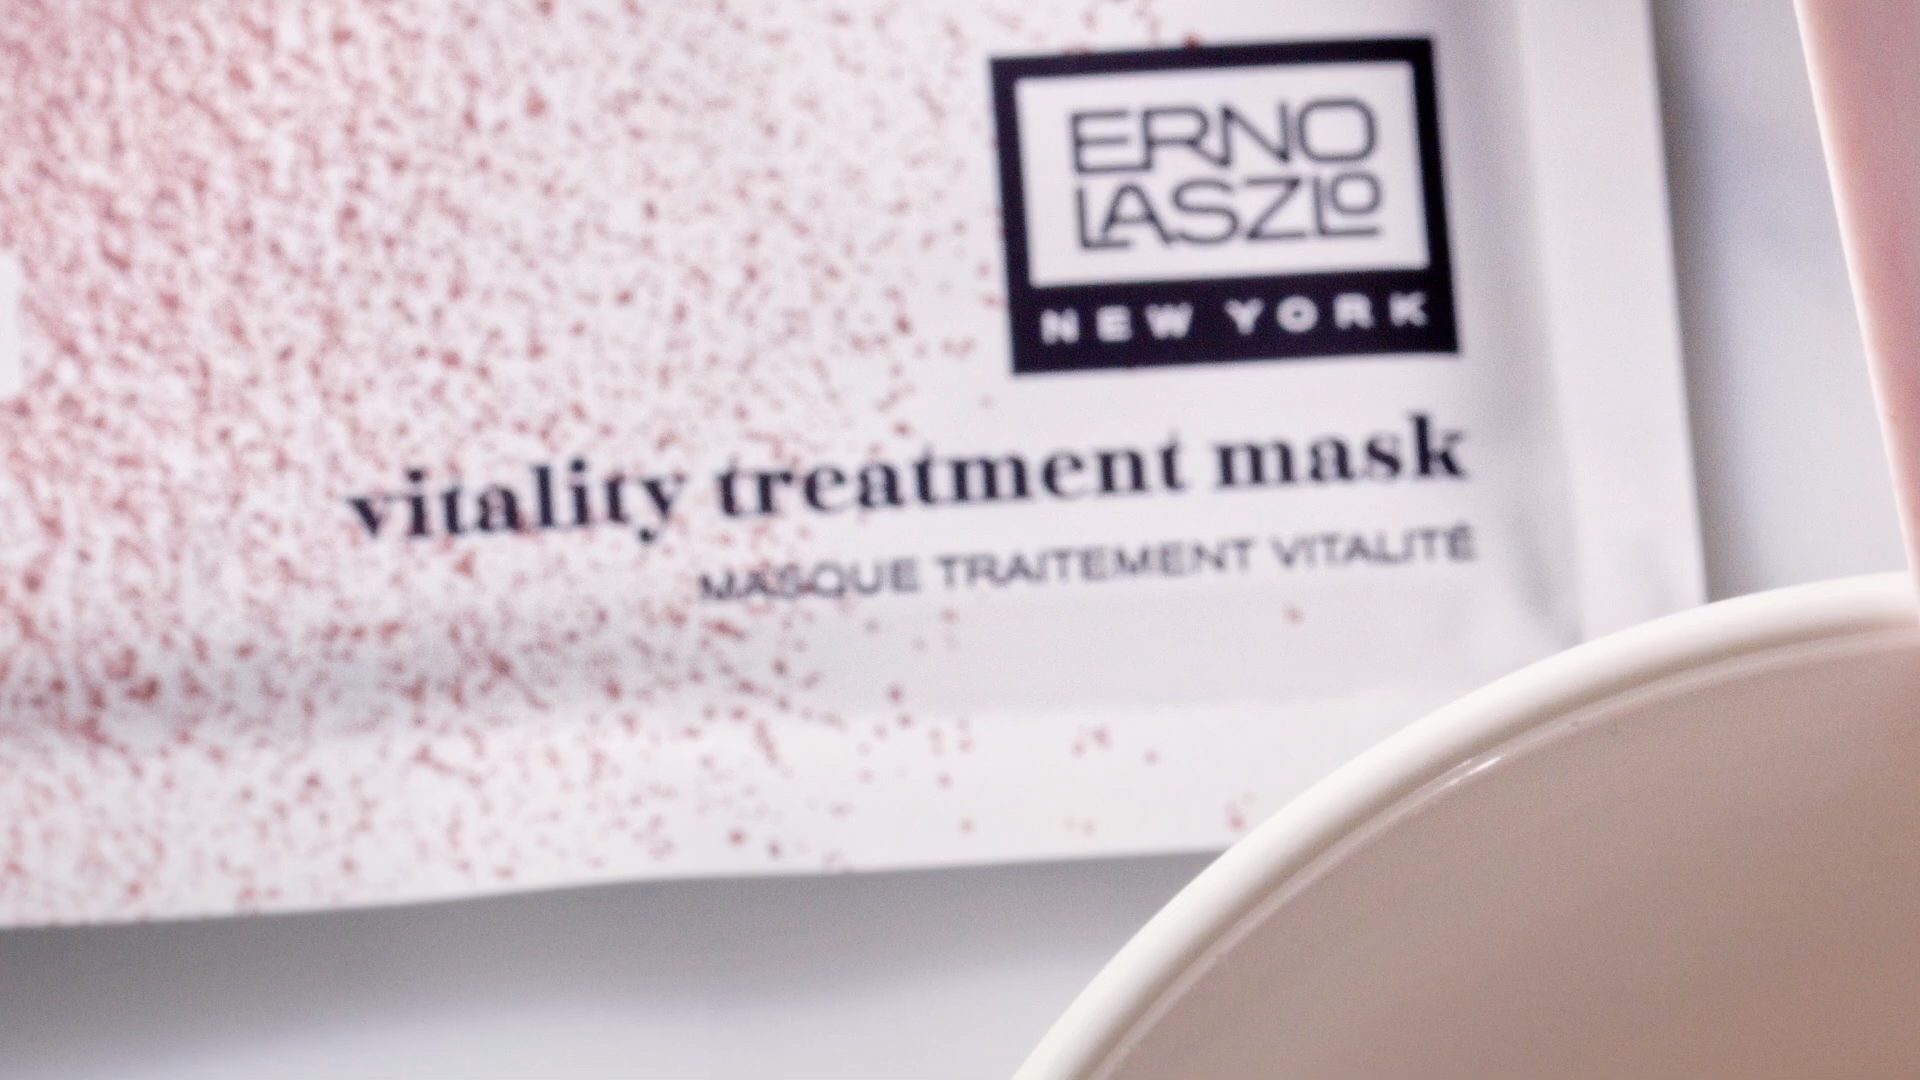 ERNO
LASZLO
NEW YORK
vitality treatment mask
MASQUE TRAITEMENT VITALITÉ